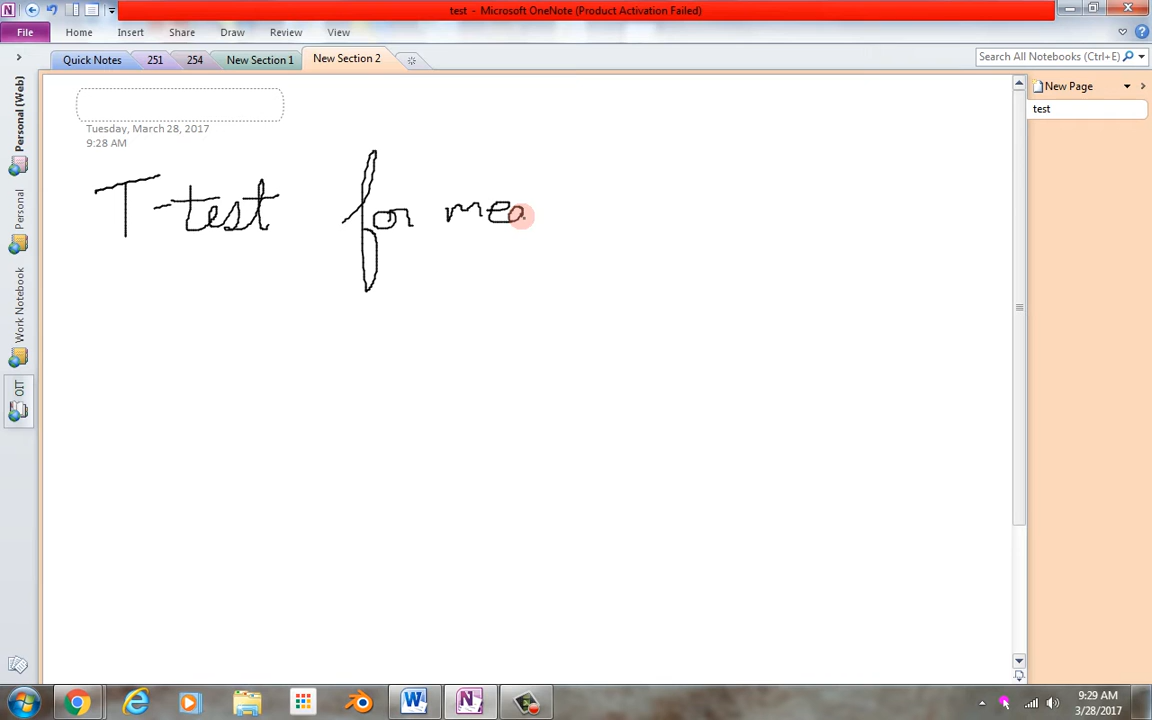 test - Microsoft OneNote (Product Activation Failed)
File Home Insert Share Draw Review View
Quick Notes 251 254 New Section 1 New Section 2
Search All Notebooks (Ctrl+E)
New Page
test
Personal (Web)
Personal
Work Notebook
OIT
Tuesday, March 28, 2017
9:28 AM
T-test for mea
9:29 AM
3/28/2017